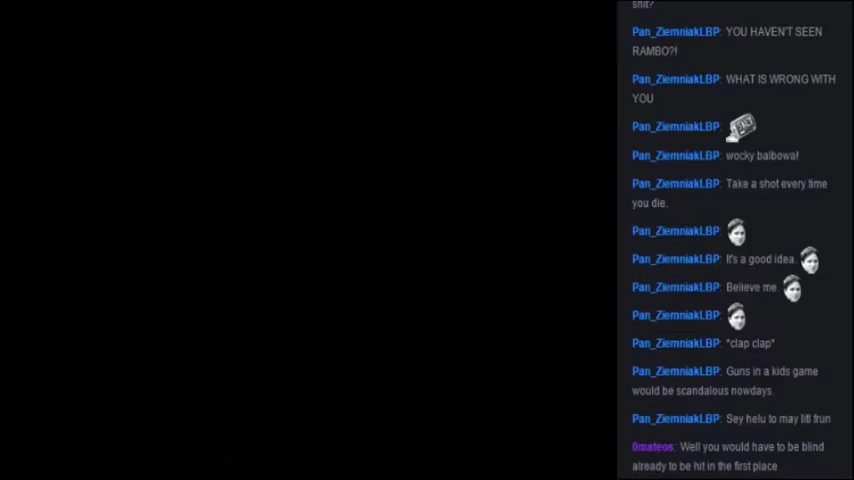 shit?
Pan_ZiemniakLBP: YOU HAVEN'T SEEN
RAMBO?!
Pan_ZiemniakLBP: WHAT IS WRONG WITH
YOU
Pan_ZiemniakLBP:
Pan_ZiemniakLBP: wocky balbowa!
Pan_ZiemniakLBP: Take a shot every time
you die.
Pan_ZiemniakLBP:
Pan_ZiemniakLBP: It's a good idea.
Pan_ZiemniakLBP: Believe me.
Pan_ZiemniakLBP:
Pan_ZiemniakLBP: *clap clap*
Pan_ZiemniakLBP: Guns in a kids game
would be scandalous nowdays.
Pan_ZiemniakLBP: Sey helu to may litl frun
0mateos: Well you would have to be blind
already to be hit in the first place